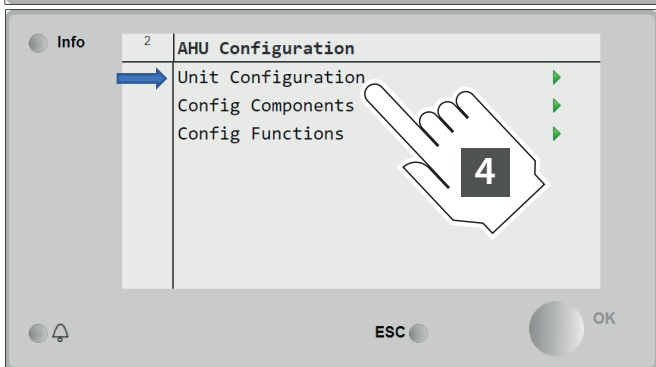 Info
2
AHU Configuration
Unit Configuration
Config Components
Config Functions
4
ESC
OK